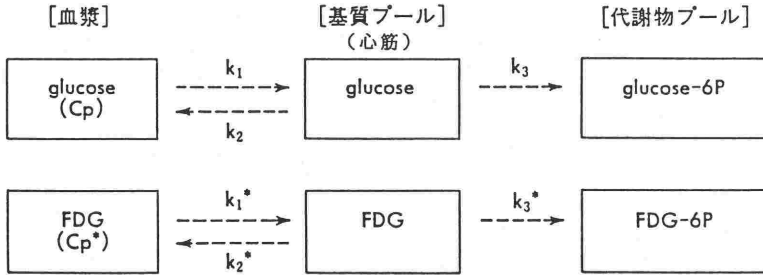 [血漿] [基質プール] [代謝物プール]
(心筋)
glucose (Cp) k₁ k₂ glucose k₃ glucose-6P
FDG (Cp*) k₁* k₂* FDG k₃* FDG-6P